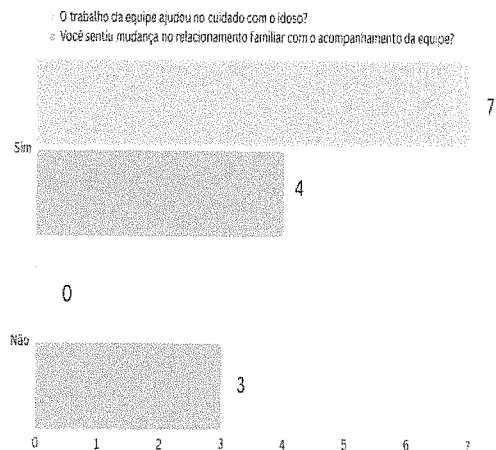 O trabalho da equipe ajudou no cuidado com o idoso?
Você sentiu mudança no relacionamento familiar com o acompanhamento da equipe?
7
Sim
4
0
Não
3
0 1 2 3 4 5 6 7